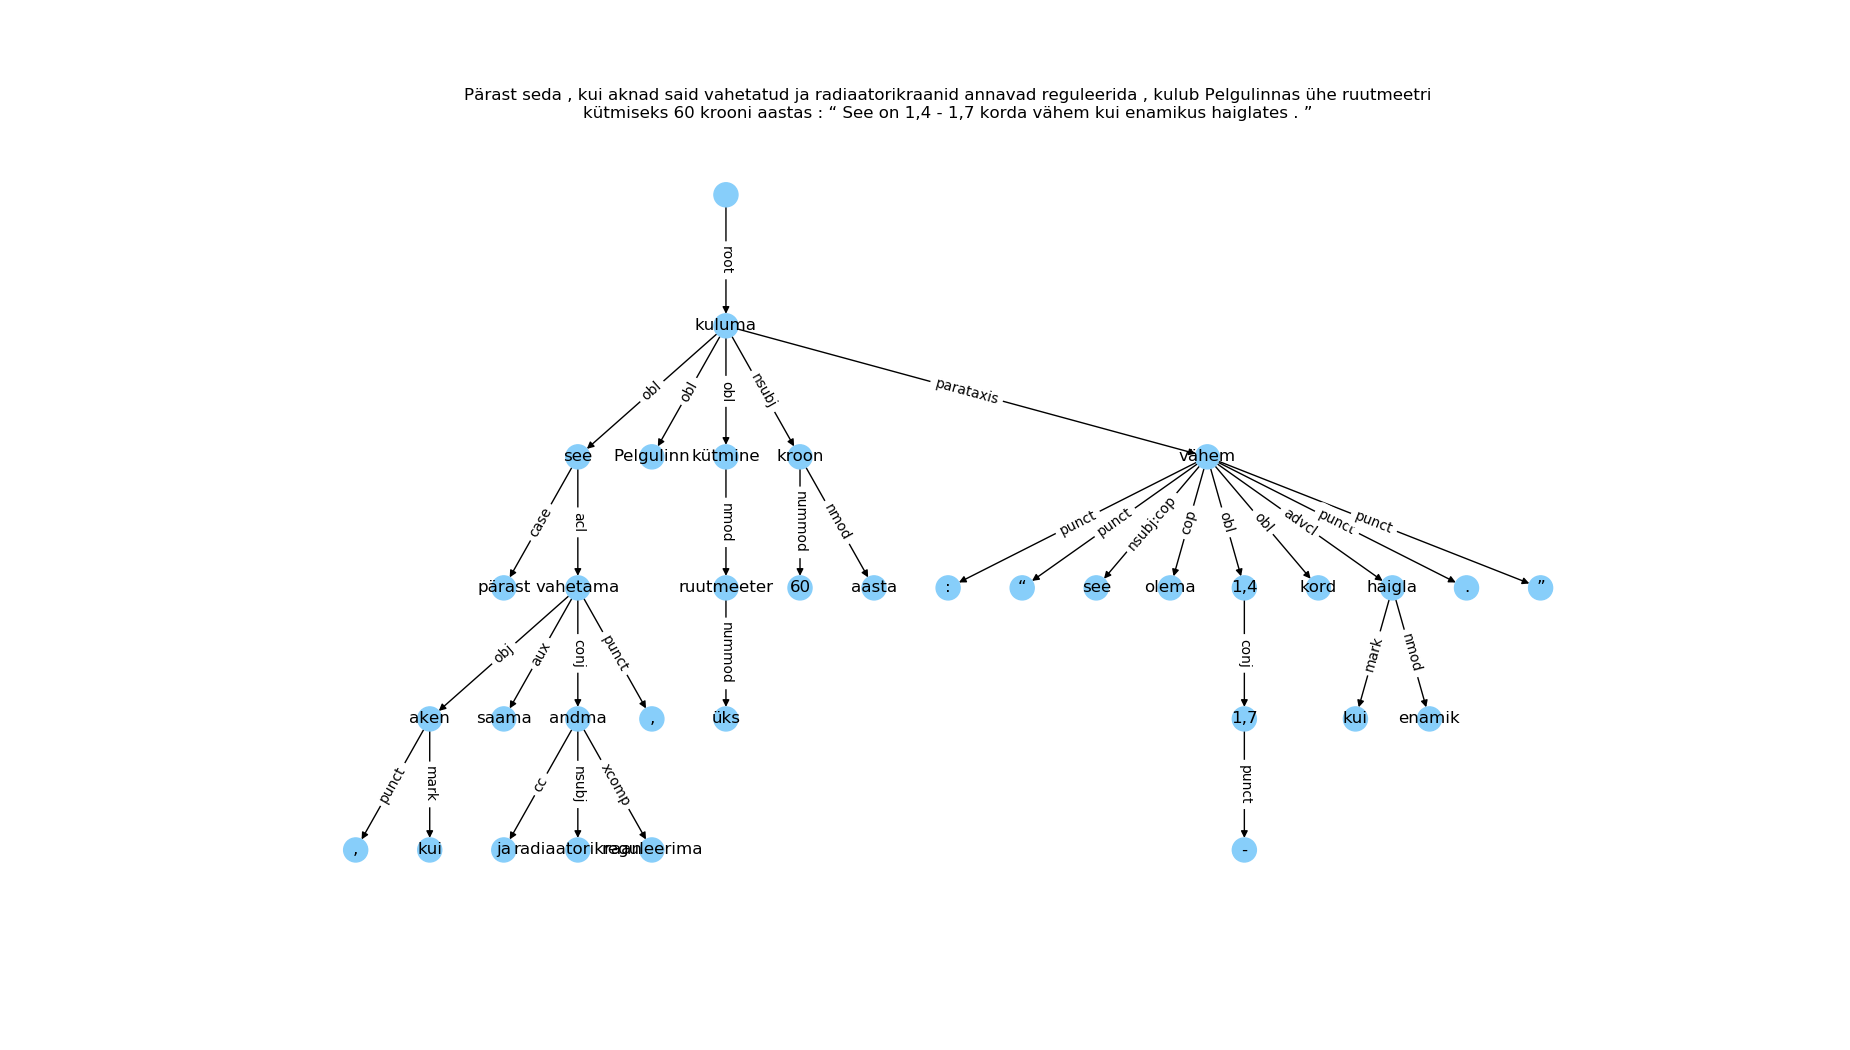 Pärast seda , kui aknad said vahetatud ja radiaatorikraanid annavad reguleerida , kulub Pelgulinnas ühe ruutmeetri
kütmiseks 60 krooni aastas : “ See on 1,4 - 1,7 korda vähem kui enamikus haiglates . ”
root
kuluma
obl obl obl nsubj parataxis
see Pelgulinn kütmine kroon vähem
case acl nmod nummod nmod punct punct nsubj:cop cop obl obl advcl punct punct
pärast vahetama ruutmeeter 60 aasta : “ see olema 1,4 kord haigla . ”
obj aux conj punct nummod conj mark nmod
aken saama andma , üks 1,7 kui enamik
punct mark cc nsubj xcomp punct
, kui ja radiaatorikraan reguleerima -